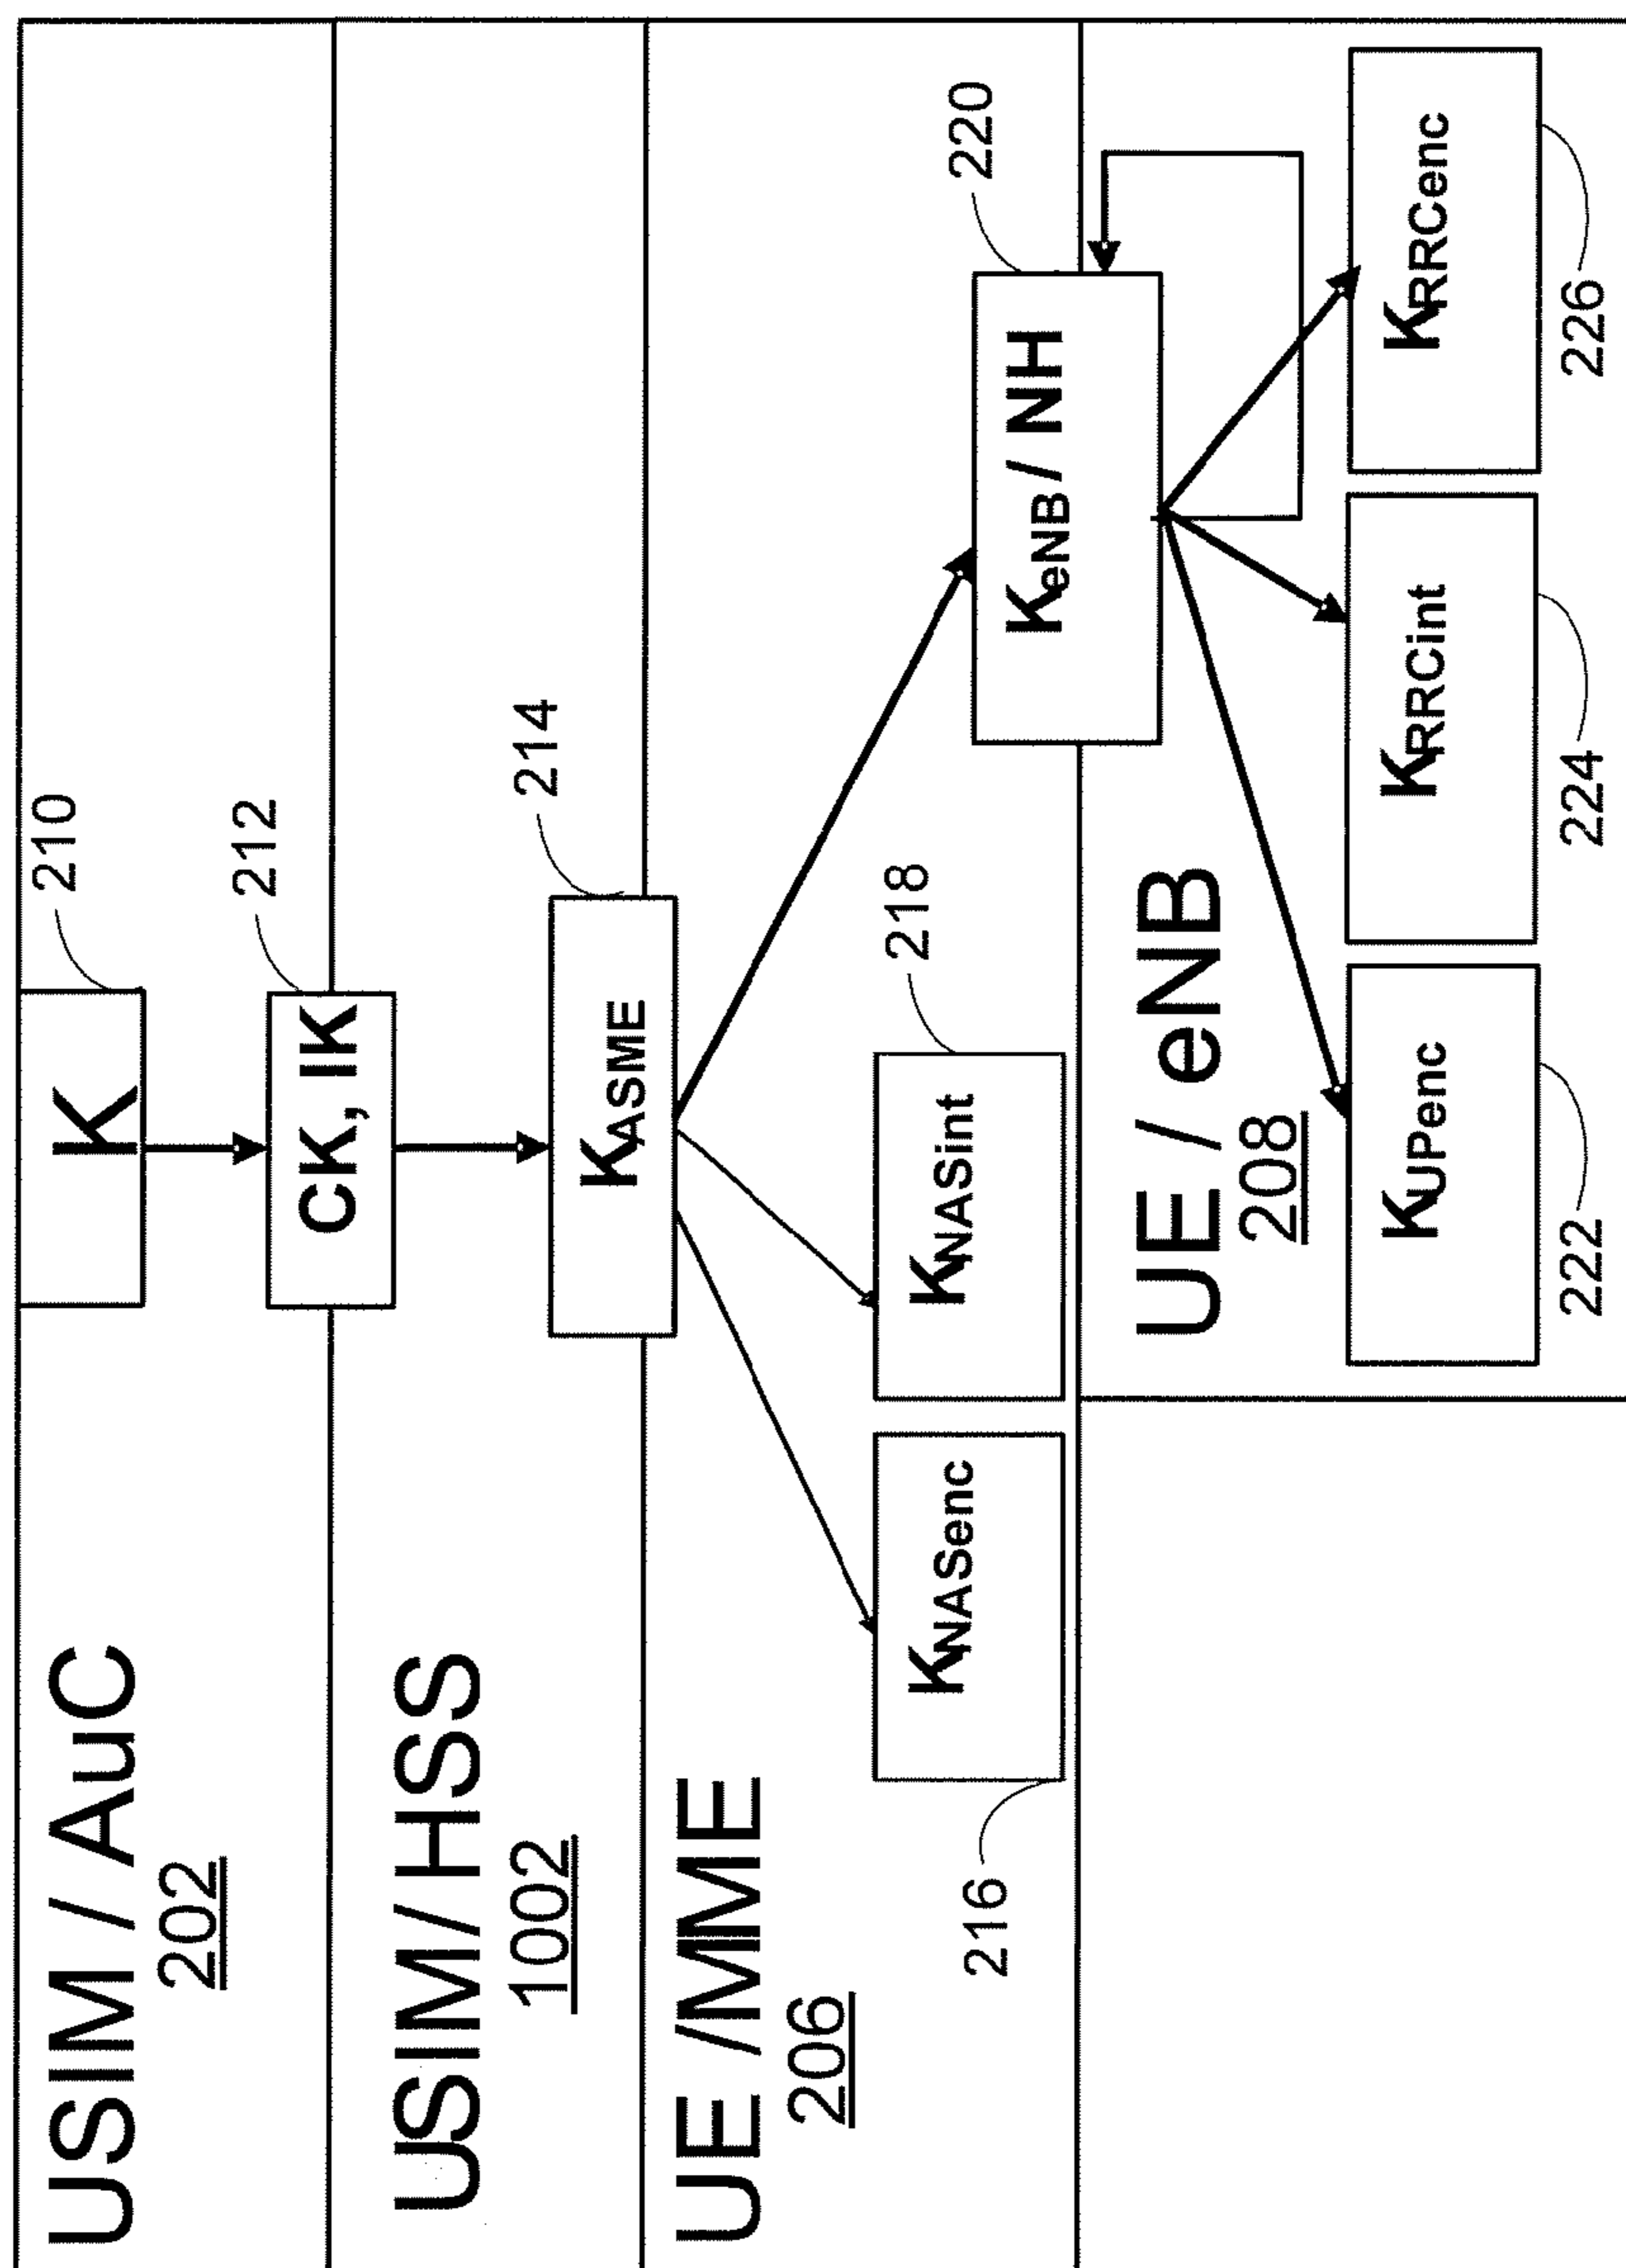 USIM / AuC
202
K
210
CK, IK
212
USIM / HSS
1002
KASME
214
UE /MME
206
KNASenc
216
KNASint
218
KeNB / NH
220
UE / eNB
208
KUPenc
222
KRRCint
224
KRRCenc
226